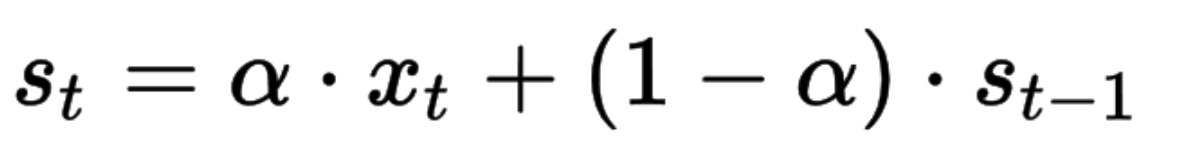 s_t = α · x_t + (1 − α) · s_{t−1}